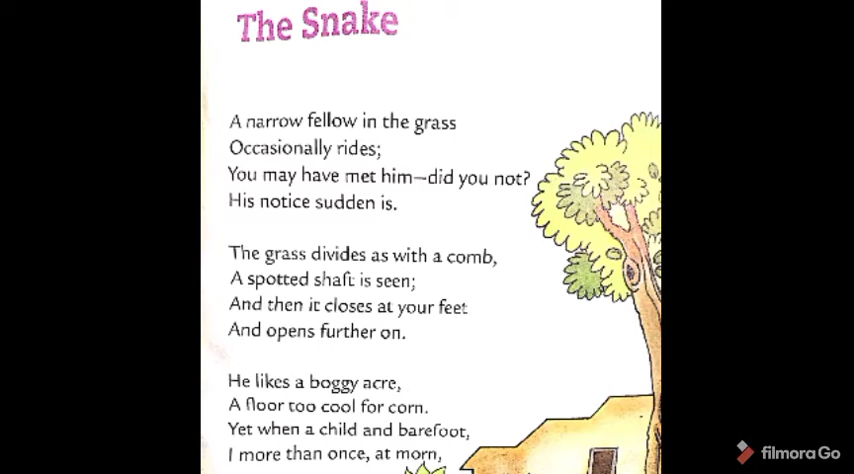 The Snake
A narrow fellow in the grass
Occasionally rides;
You may have met him—did you not?
His notice sudden is.
The grass divides as with a comb,
A spotted shaft is seen;
And then it closes at your feet
And opens further on.
He likes a boggy acre,
A floor too cool for corn.
Yet when a child and barefoot,
I more than once, at morn,
filmora Go